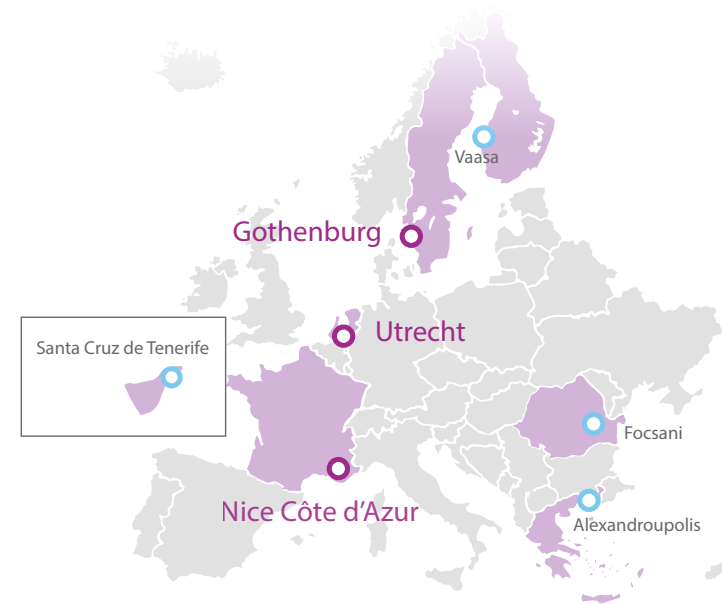 Vaasa
Gothenburg
Utrecht
Santa Cruz de Tenerife
Focsani
Nice Côte d’Azur
Alexandroupolis